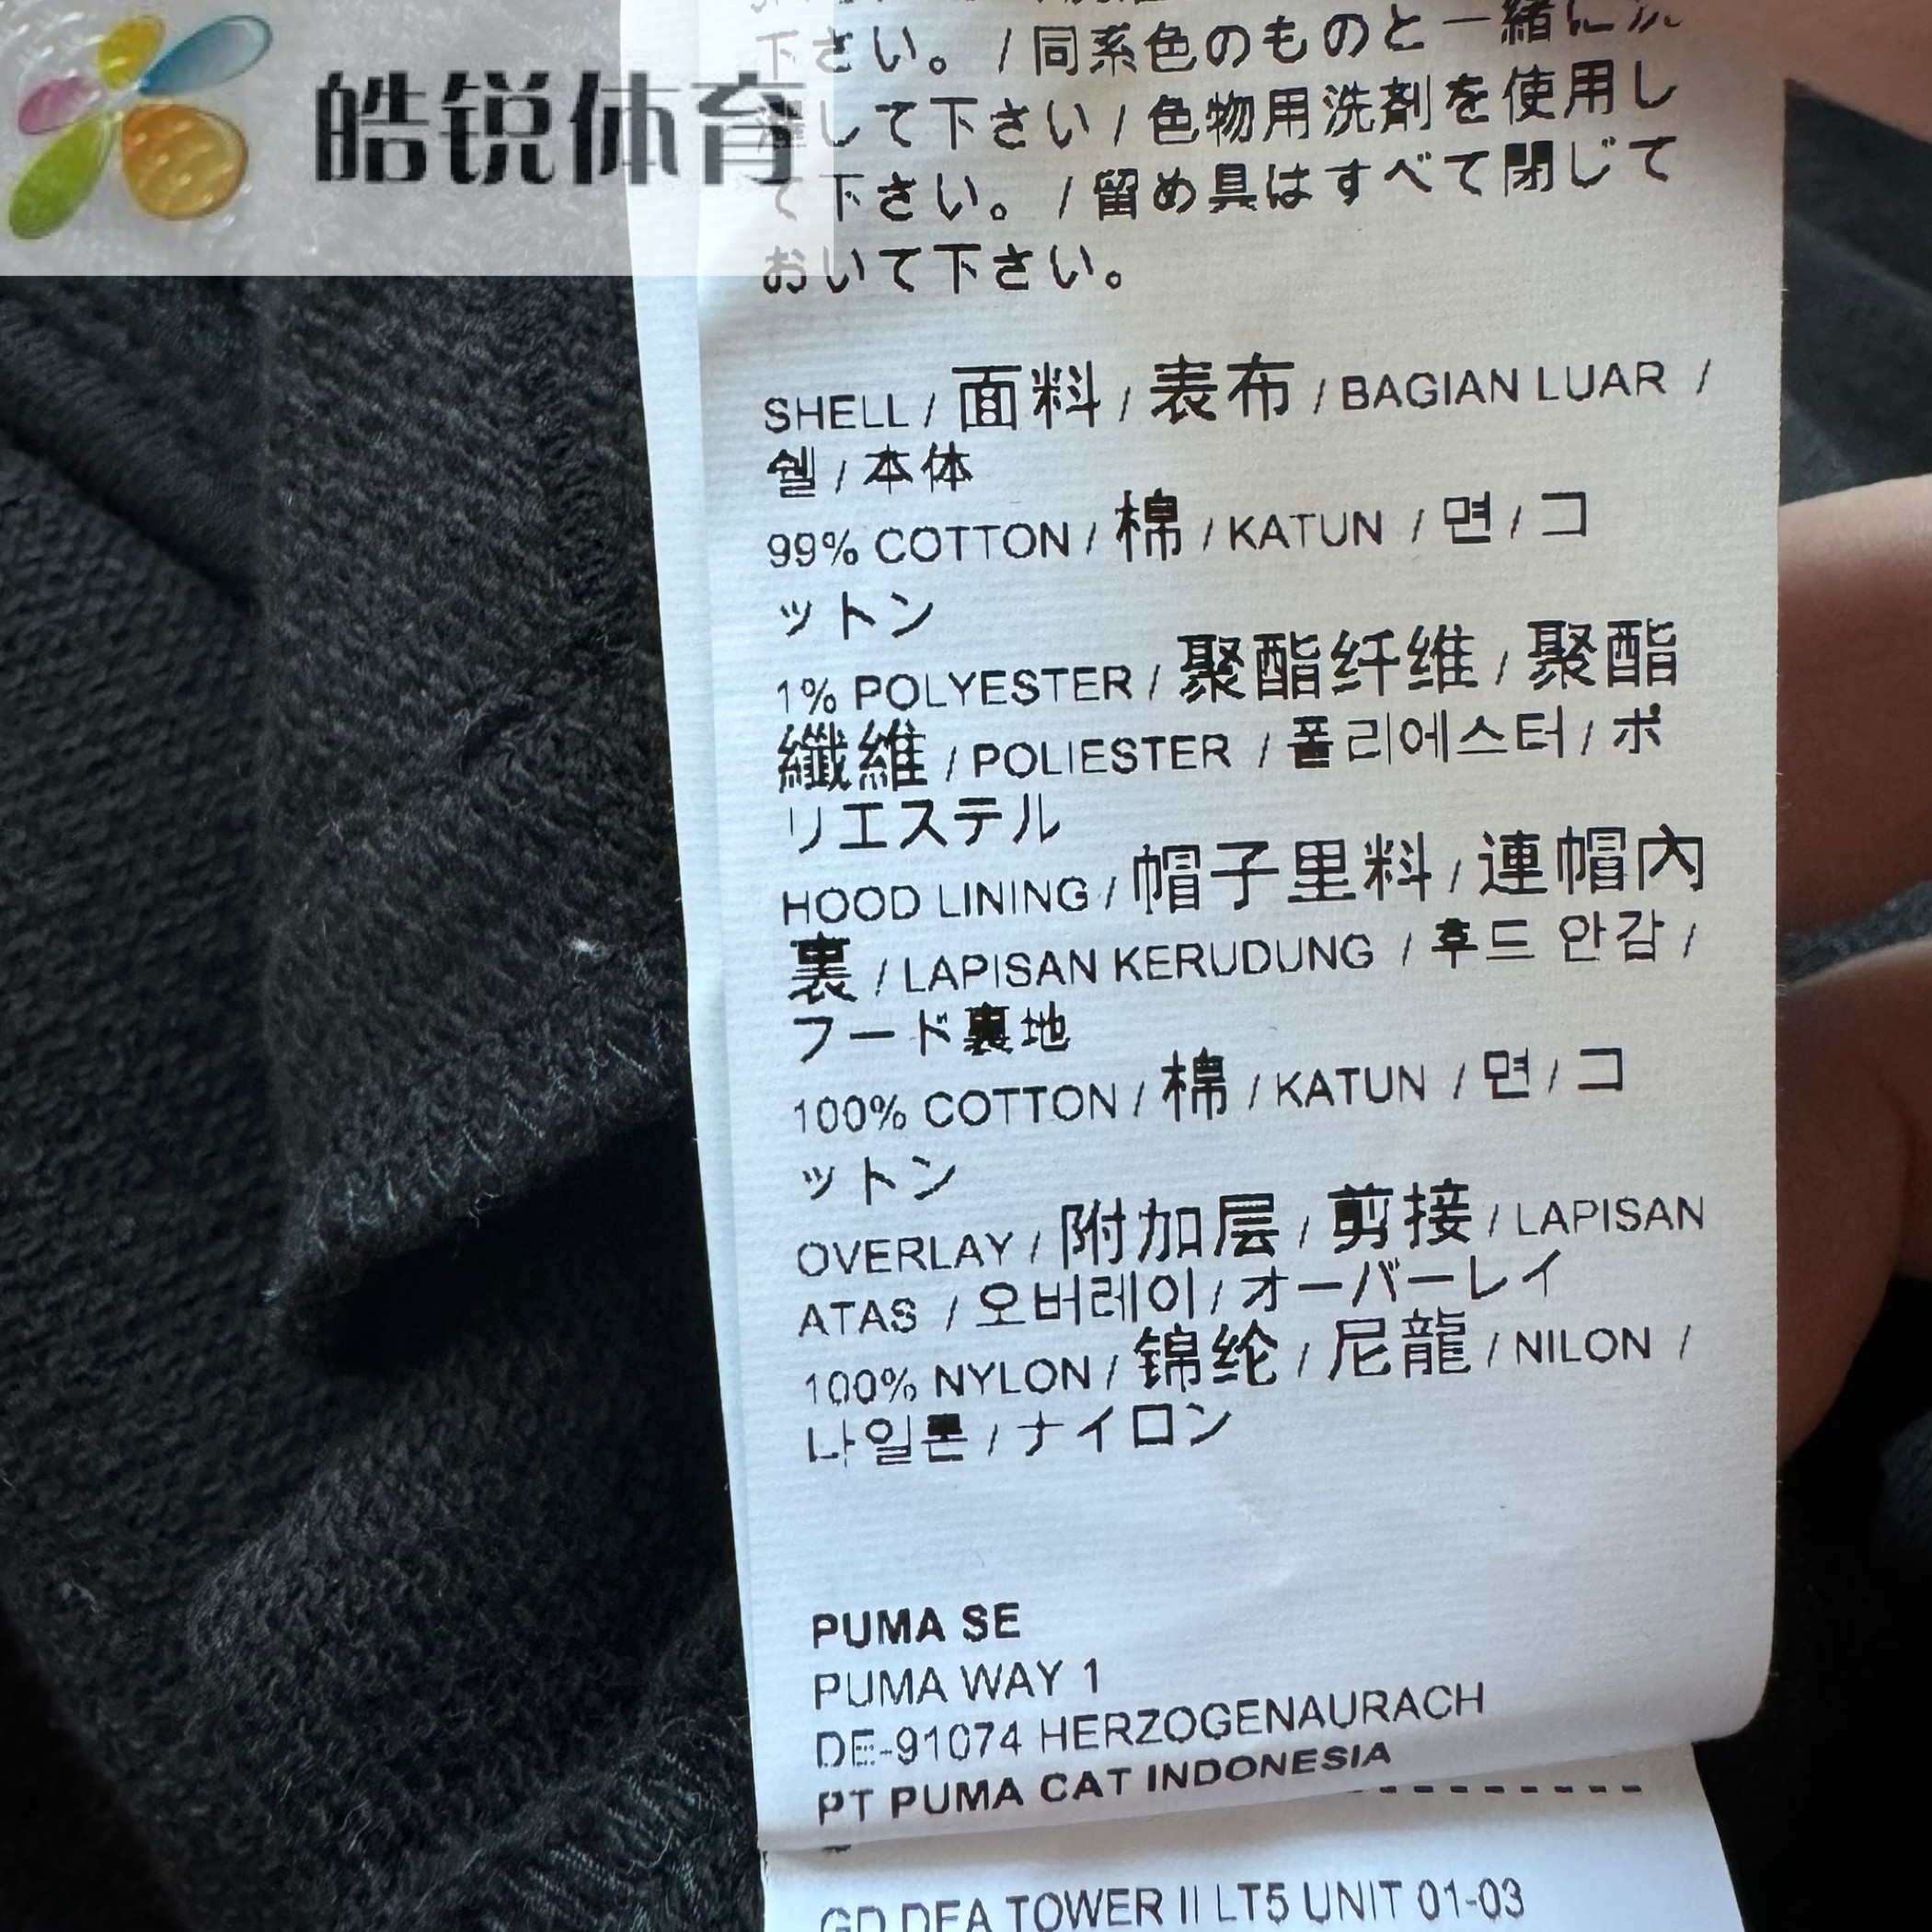 皓锐体育
下さい。/同系色のものと一緒に洗
濯して下さい/色物用洗剤を使用し
て下さい。/留め具はすべて閉じて
おいて下さい。
SHELL / 面料 / 表布 / BAGIAN LUAR /
쉘 / 本体
99% COTTON / 棉 / KATUN / 면 / コ
ットン
1% POLYESTER / 聚酯纤维 / 聚酯
纖維 / POLIESTER / 폴리에스터 / ポ
リエステル
HOOD LINING / 帽子里料 / 連帽內
裏 / LAPISAN KERUDUNG / 후드 안감 /
フード裏地
100% COTTON / 棉 / KATUN / 면 / コ
ットン
OVERLAY / 附加层 / 剪接 / LAPISAN
ATAS / 오버레이 / オーバーレイ
100% NYLON / 锦纶 / 尼龍 / NILON /
나일론 / ナイロン
PUMA SE
PUMA WAY 1
DE-91074 HERZOGENAURACH
PT PUMA CAT INDONESIA
GD DEA TOWER II LT5 UNIT 01-03